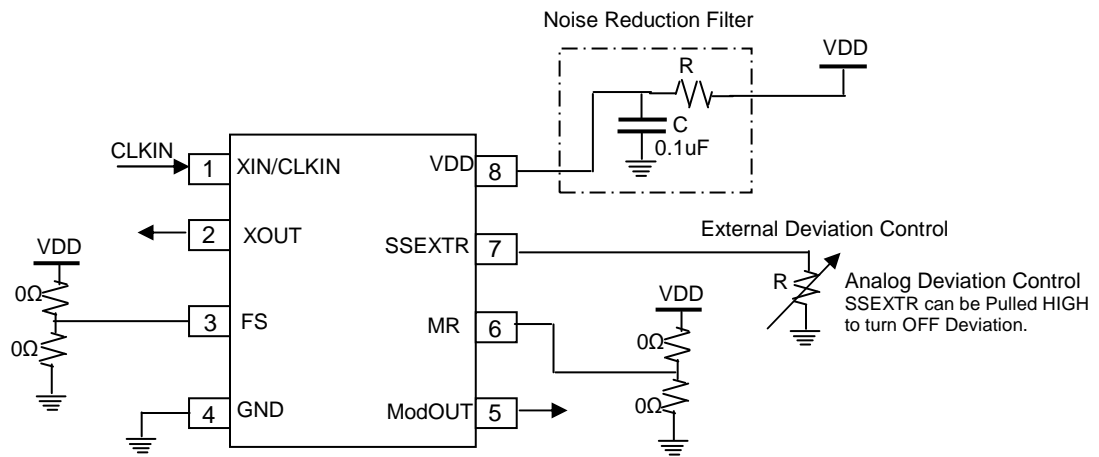 Noise Reduction Filter
VDD
R
C
0.1uF
CLKIN
1
XIN/CLKIN
VDD
8
2
XOUT
SSEXTR
7
External Deviation Control
VDD
R
Analog Deviation Control
SSEXTR can be Pulled HIGH
to turn OFF Deviation.
0Ω
VDD
3
FS
MR
6
0Ω
0Ω
4
GND
ModOUT
5
0Ω